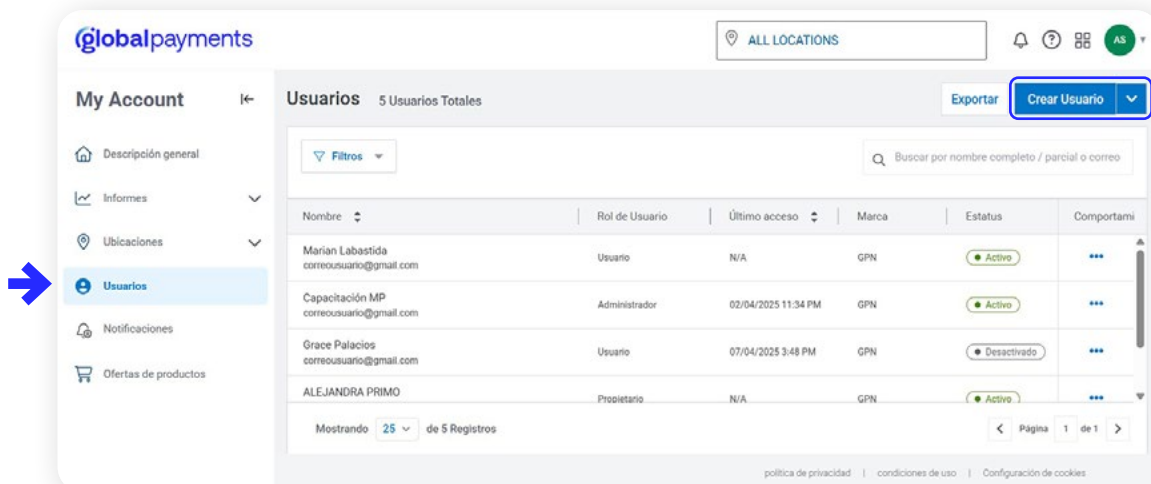 globalpayments
ALL LOCATIONS
AS
My Account
Usuarios 5 Usuarios Totales
Exportar
Crear Usuario
Descripción general
Informes
Ubicaciones
Usuarios
Notificaciones
Ofertas de productos
Filtros
Buscar por nombre completo / parcial o correo
Nombre Rol de Usuario Último acceso Marca Estatus Comportami
Marian Labastida
correousuario@gmail.com
Usuario N/A GPN Activo
Capacitación MP
correousuario@gmail.com
Administrador 02/04/2025 11:34 PM GPN Activo
Grace Palacios
correousuario@gmail.com
Usuario 07/04/2025 3:48 PM GPN Desactivado
ALEJANDRA PRIMO
Propietario N/A GPN Activo
Mostrando 25 de 5 Registros
Página 1 de 1
política de privacidad | condiciones de uso | Configuración de cookies